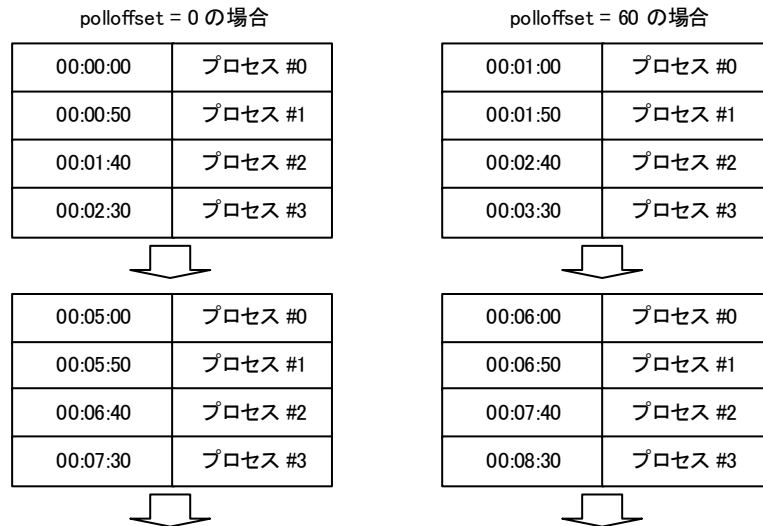 polloffset = 0 の場合
00:00:00 プロセス #0
00:00:50 プロセス #1
00:01:40 プロセス #2
00:02:30 プロセス #3
00:05:00 プロセス #0
00:05:50 プロセス #1
00:06:40 プロセス #2
00:07:30 プロセス #3
polloffset = 60 の場合
00:01:00 プロセス #0
00:01:50 プロセス #1
00:02:40 プロセス #2
00:03:30 プロセス #3
00:06:00 プロセス #0
00:06:50 プロセス #1
00:07:40 プロセス #2
00:08:30 プロセス #3